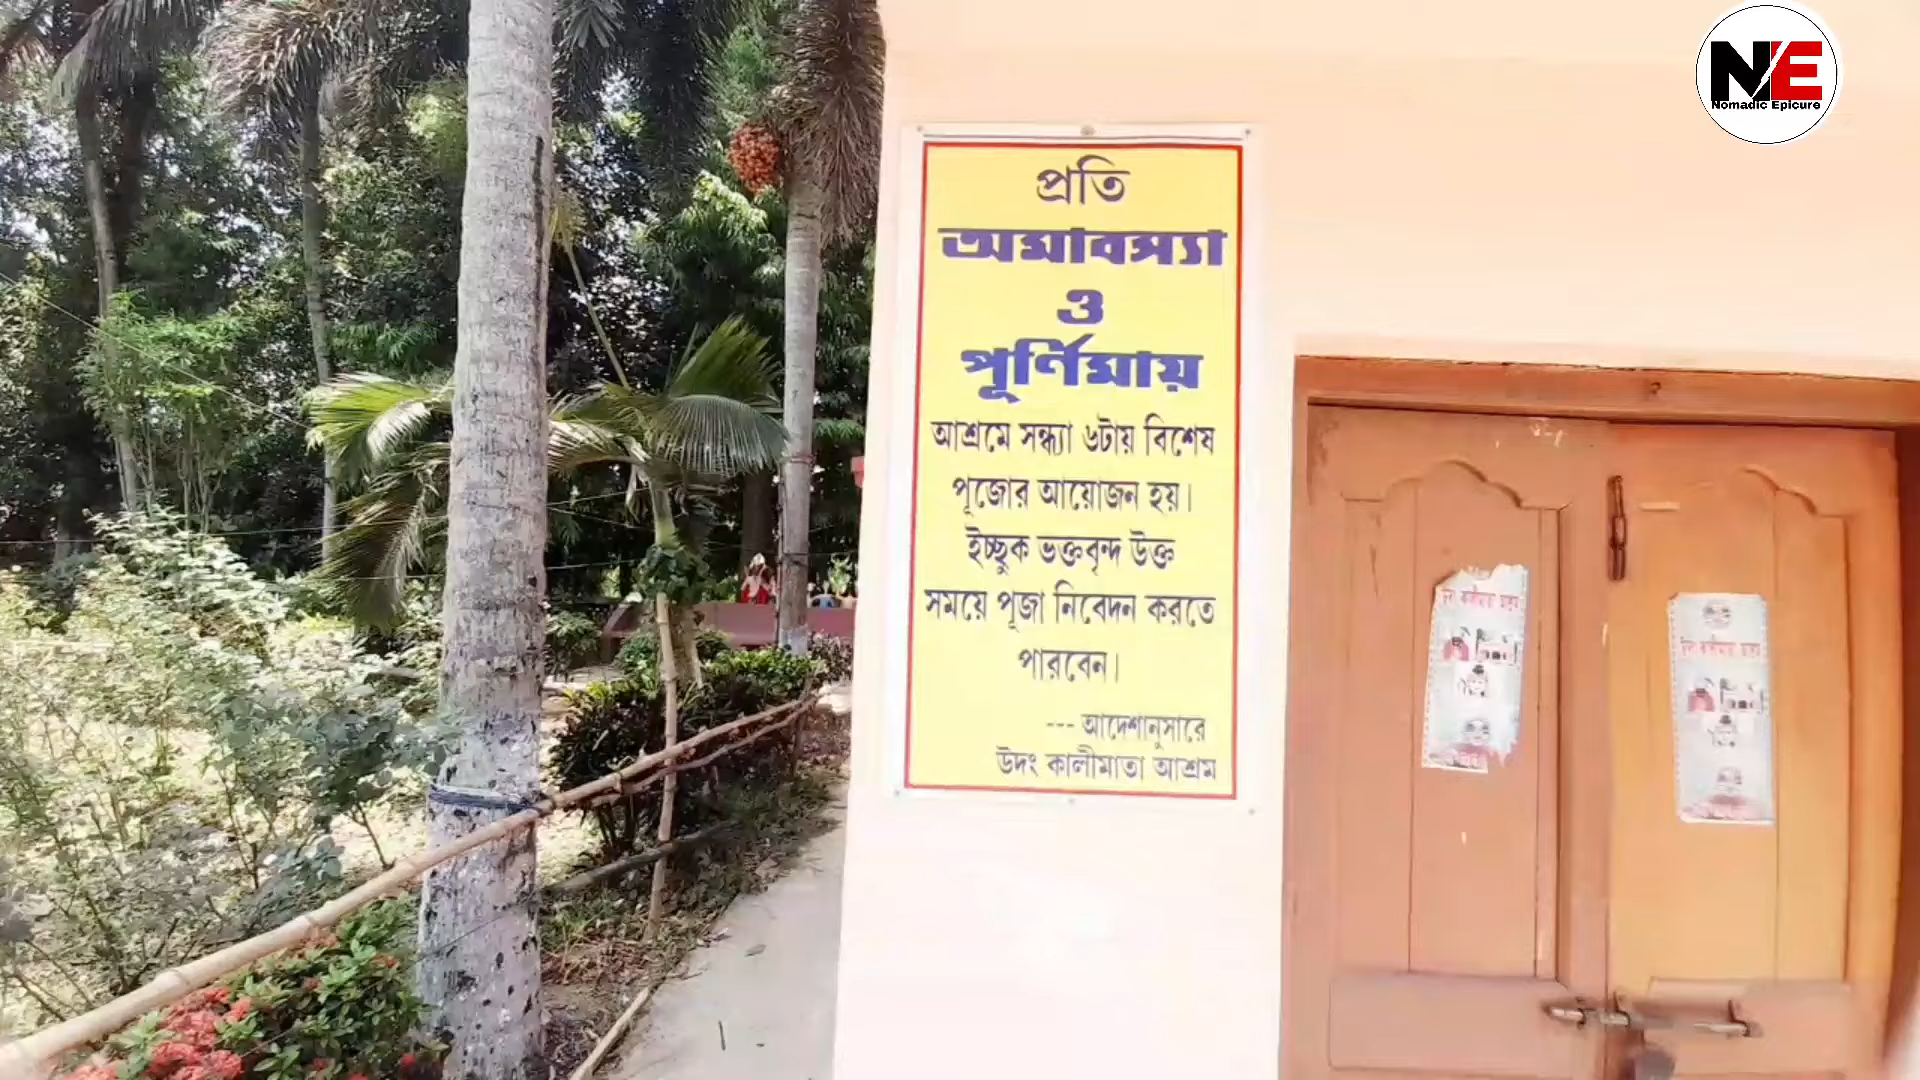 NE
Nomadic Epicure
প্রতি
অমাবস্যা
ও
পূর্ণিমায়
আশ্রমে সন্ধ্যা ৬টায় বিশেষ
পূজোর আয়োজন হয়।
ইচ্ছুক ভক্তবৃন্দ উক্ত
সময়ে পূজা নিবেদন করতে
পারবেন।
--- আদেশানুসারে
উদং কালীমাতা আশ্রম